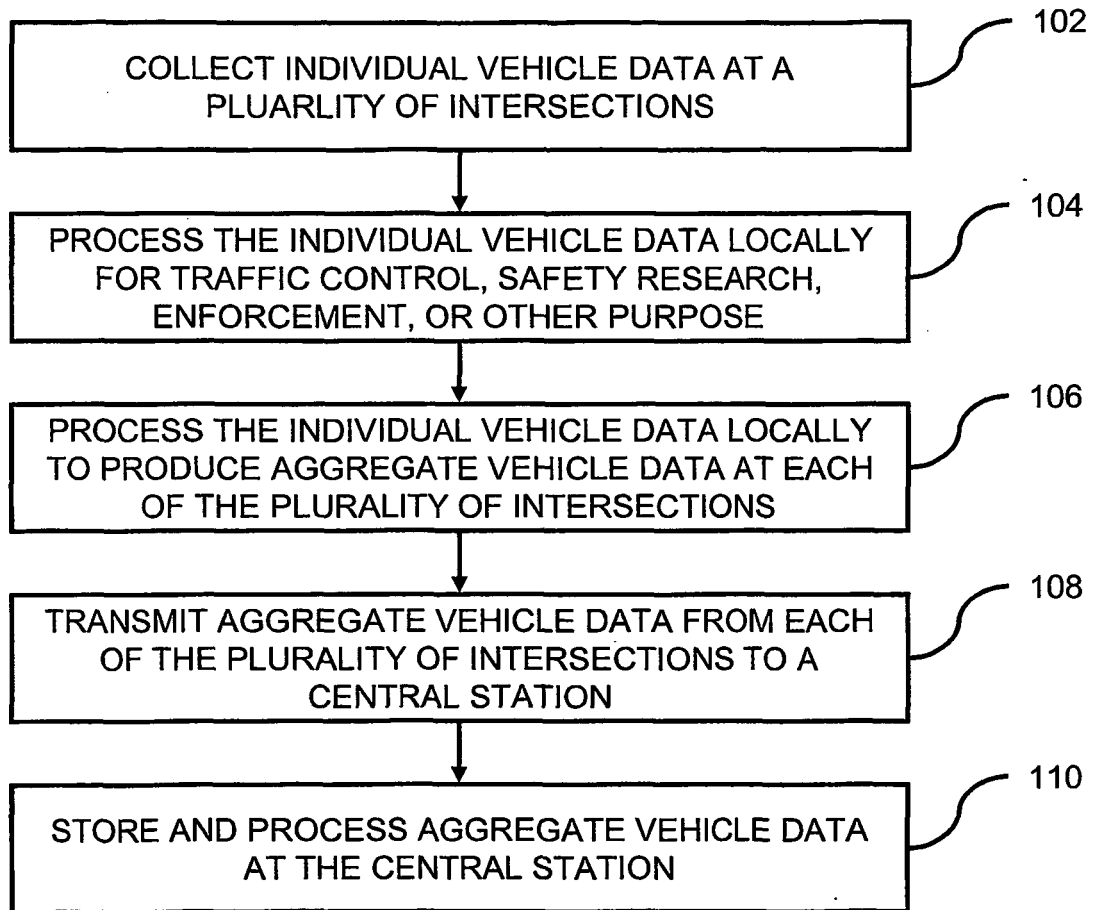 102
COLLECT INDIVIDUAL VEHICLE DATA AT A
PLUARLITY OF INTERSECTIONS
104
PROCESS THE INDIVIDUAL VEHICLE DATA LOCALLY
FOR TRAFFIC CONTROL, SAFETY RESEARCH,
ENFORCEMENT, OR OTHER PURPOSE
106
PROCESS THE INDIVIDUAL VEHICLE DATA LOCALLY
TO PRODUCE AGGREGATE VEHICLE DATA AT EACH
OF THE PLURALITY OF INTERSECTIONS
108
TRANSMIT AGGREGATE VEHICLE DATA FROM EACH
OF THE PLURALITY OF INTERSECTIONS TO A
CENTRAL STATION
110
STORE AND PROCESS AGGREGATE VEHICLE DATA
AT THE CENTRAL STATION